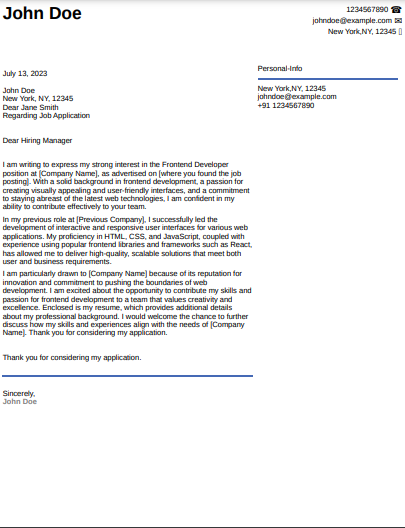 John Doe
1234567890 ☎
johndoe@example.com ✉
New York,NY, 12345
July 13, 2023
John Doe
New York, NY, 12345
Dear Jane Smith
Regarding Job Application
Dear Hiring Manager
I am writing to express my strong interest in the Frontend Developer
position at [Company Name], as advertised on [where you found the job
posting]. With a solid background in frontend development, a passion for
creating visually appealing and user-friendly interfaces, and a commitment
to staying abreast of the latest web technologies, I am confident in my
ability to contribute effectively to your team.
In my previous role at [Previous Company], I successfully led the
development of interactive and responsive user interfaces for various web
applications. My proficiency in HTML, CSS, and JavaScript, coupled with
experience using popular frontend libraries and frameworks such as React,
has allowed me to deliver high-quality, scalable solutions that meet both
user and business requirements.
I am particularly drawn to [Company Name] because of its reputation for
innovation and commitment to pushing the boundaries of web
development. I am excited about the opportunity to contribute my skills and
passion for frontend development to a team that values creativity and
excellence. Enclosed is my resume, which provides additional details
about my professional background. I would welcome the chance to further
discuss how my skills and experiences align with the needs of [Company
Name]. Thank you for considering my application.
Thank you for considering my application.
Sincerely,
John Doe
Personal-Info
New York,NY, 12345
johndoe@example.com
+91 1234567890